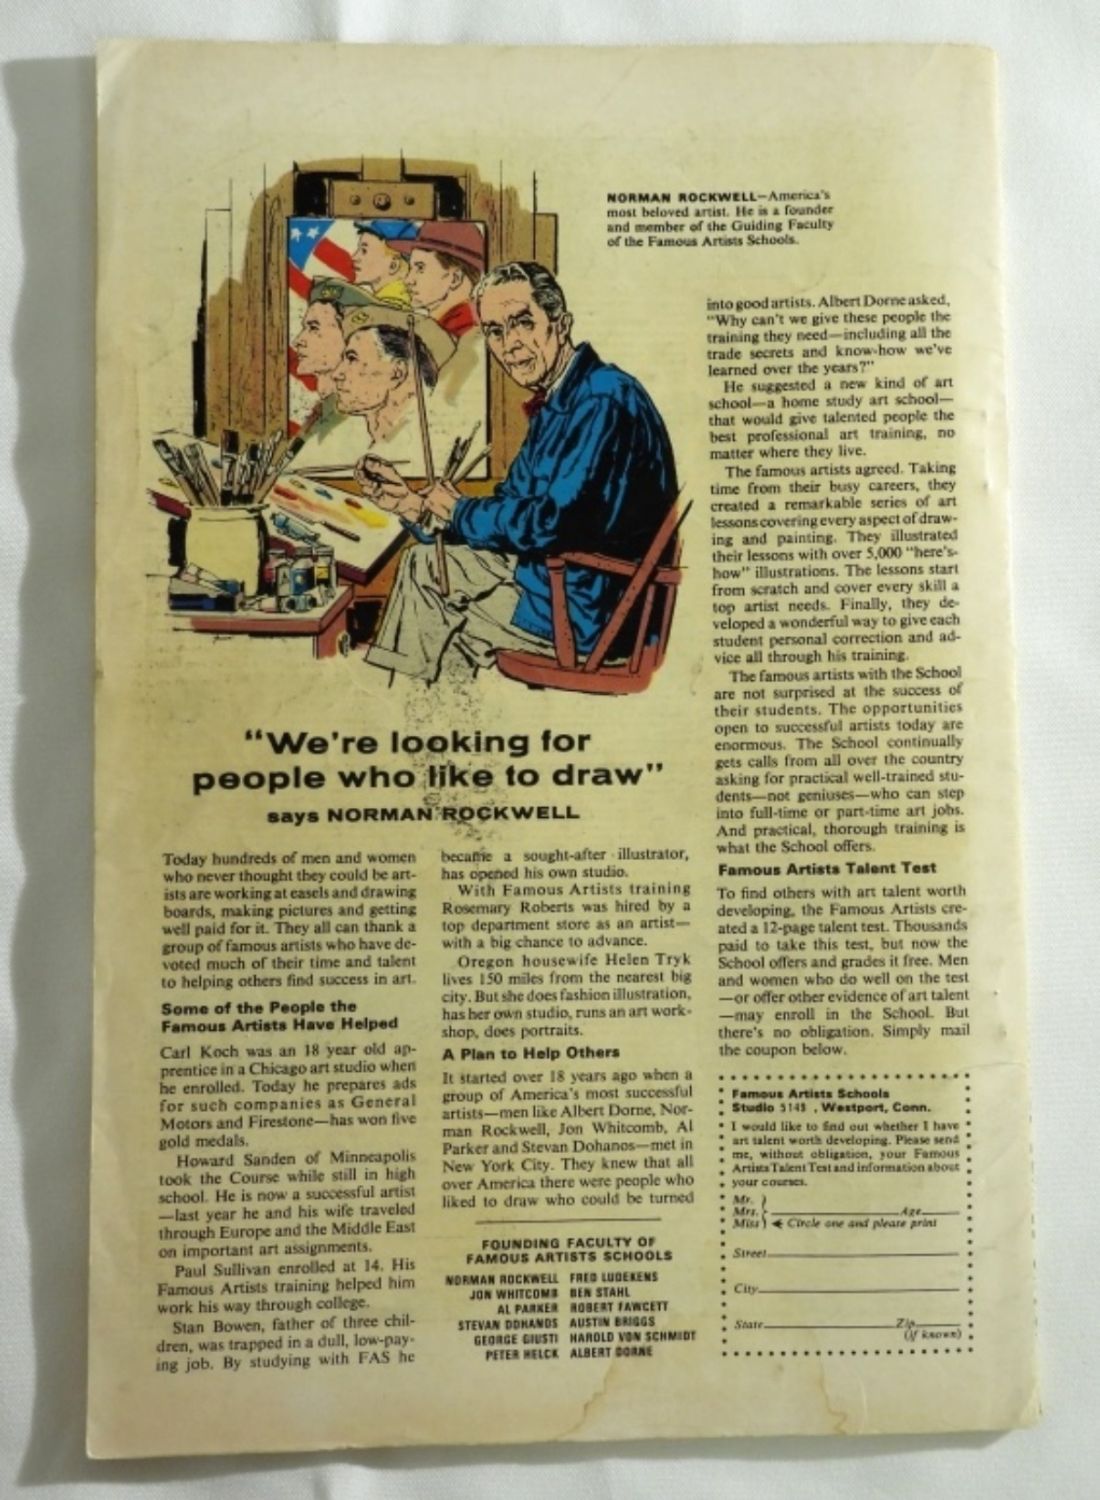 NORMAN ROCKWELL—America's
most beloved artist. He is a founder
and member of the Guiding Faculty
of the Famous Artists Schools.
"We're looking for
people who like to draw"
says NORMAN ROCKWELL
Today hundreds of men and women
who never thought they could be art-
ists are working at easels and drawing
boards, making pictures and getting
well paid for it. They all can thank a
group of famous artists who have de-
voted much of their time and talent
to helping others find success in art.
Some of the People the
Famous Artists Have Helped
Carl Koch was an 18 year old ap-
prentice in a Chicago art studio when
he enrolled. Today he prepares ads
for such companies as General
Motors and Firestone—has won five
gold medals.
Howard Sanden of Minneapolis
took the Course while still in high
school. He is now a successful artist
—last year he and his wife traveled
through Europe and the Middle East
on important art assignments.
Paul Sullivan enrolled at 14. His
Famous Artists training helped him
work his way through college.
Stan Bowen, father of three chil-
dren, was trapped in a dull, low-pay-
ing job. By studying with FAS he
became a sought-after illustrator,
has opened his own studio.
With Famous Artists training
Rosemary Roberts was hired by a
top department store as an artist—
with a big chance to advance.
Oregon housewife Helen Tryk
lives 150 miles from the nearest big
city. But she does fashion illustration,
has her own studio, runs an art work-
shop, does portraits.
A Plan to Help Others
It started over 18 years ago when a
group of America's most successful
artists—men like Albert Dorne, Nor-
man Rockwell, Jon Whitcomb, Al
Parker and Stevan Dohanos—met in
New York City. They knew that all
over America there were people who
liked to draw who could be turned
FOUNDING FACULTY OF
FAMOUS ARTISTS SCHOOLS
NORMAN ROCKWELL FRED LUDEKENS
JON WHITCOMB BEN STAHL
AL PARKER ROBERT FAWCETT
STEVAN DOHANOS AUSTIN BRIGGS
GEORGE GIUSTI HAROLD VON SCHMIDT
PETER HELCK ALBERT DORNE
into good artists. Albert Dorne asked,
"Why can't we give these people the
training they need—including all the
trade secrets and know-how we've
learned over the years?"
He suggested a new kind of art
school—a home study art school—
that would give talented people the
best professional art training, no
matter where they live.
The famous artists agreed. Taking
time from their busy careers, they
created a remarkable series of art
lessons covering every aspect of draw-
ing and painting. They illustrated
their lessons with over 5,000 "here's-
how" illustrations. The lessons start
from scratch and cover every skill a
top artist needs. Finally, they de-
veloped a wonderful way to give each
student personal correction and ad-
vice all through his training.
The famous artists with the School
are not surprised at the success of
their students. The opportunities
open to successful artists today are
enormous. The School continually
gets calls from all over the country
asking for practical well-trained stu-
dents—not geniuses—who can step
into full-time or part-time art jobs.
And practical, thorough training is
what the School offers.
Famous Artists Talent Test
To find others with art talent worth
developing, the Famous Artists cre-
ated a 12-page talent test. Thousands
paid to take this test, but now the
School offers and grades it free. Men
and women who do well on the test
—or offer other evidence of art talent
—may enroll in the School. But
there's no obligation. Simply mail
the coupon below.
Famous Artists Schools
Studio 5145 , Westport, Conn.
I would like to find out whether I have
art talent worth developing. Please send
me, without obligation, your Famous
Artists Talent Test and information about
your courses.
Mr.
Mrs. Age
Miss Circle one and please print
Street
City
State Zip
(if known)